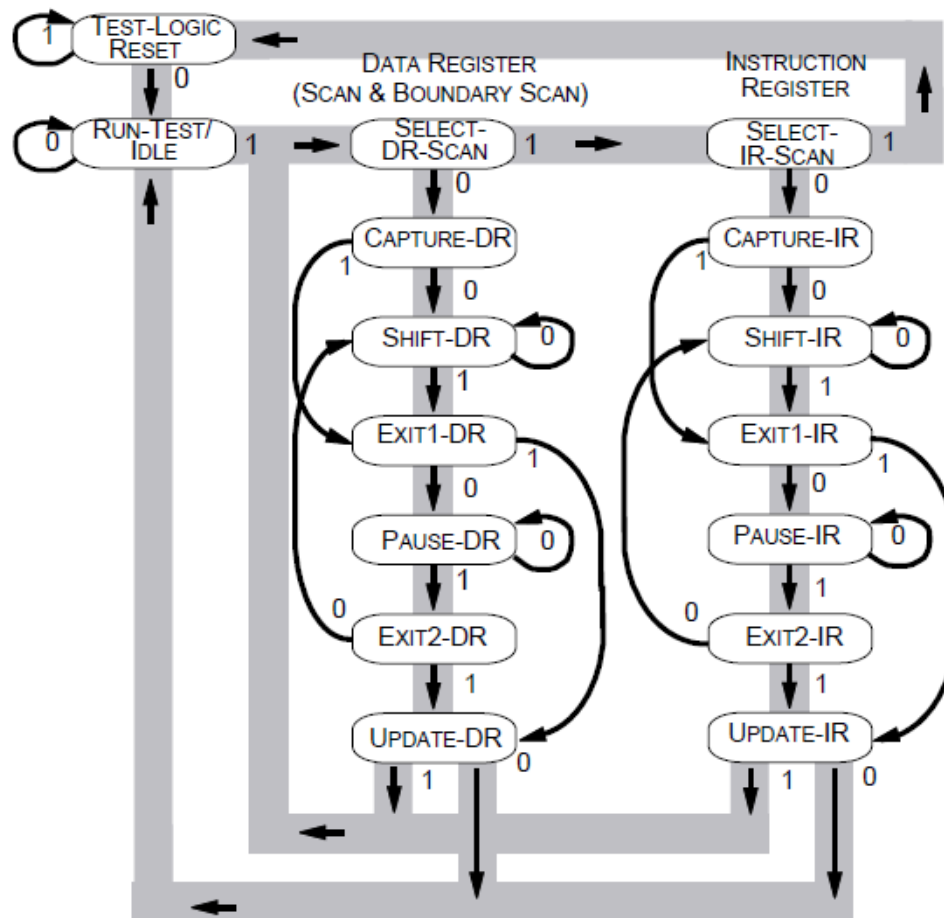 TEST-LOGIC
RESET
1
0
DATA REGISTER
(SCAN & BOUNDARY SCAN)
INSTRUCTION
REGISTER
RUN-TEST/
IDLE
0
1
SELECT-
DR-SCAN
1
0
SELECT-
IR-SCAN
1
0
CAPTURE-DR
1
0
CAPTURE-IR
1
0
SHIFT-DR
0
1
SHIFT-IR
0
1
EXIT1-DR
1
0
EXIT1-IR
1
0
PAUSE-DR
0
1
PAUSE-IR
0
1
0
EXIT2-DR
1
0
EXIT2-IR
1
UPDATE-DR
1
0
UPDATE-IR
1
0